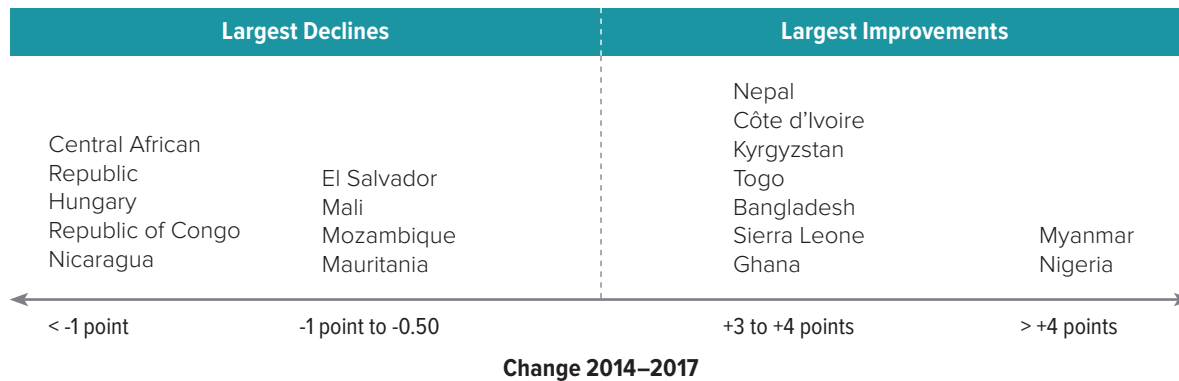 Largest Declines
Largest Improvements
Central African
Republic
Hungary
Republic of Congo
Nicaragua
El Salvador
Mali
Mozambique
Mauritania
Nepal
Côte d’Ivoire
Kyrgyzstan
Togo
Bangladesh
Sierra Leone
Ghana
Myanmar
Nigeria
< -1 point
-1 point to -0.50
+3 to +4 points
> +4 points
Change 2014–2017